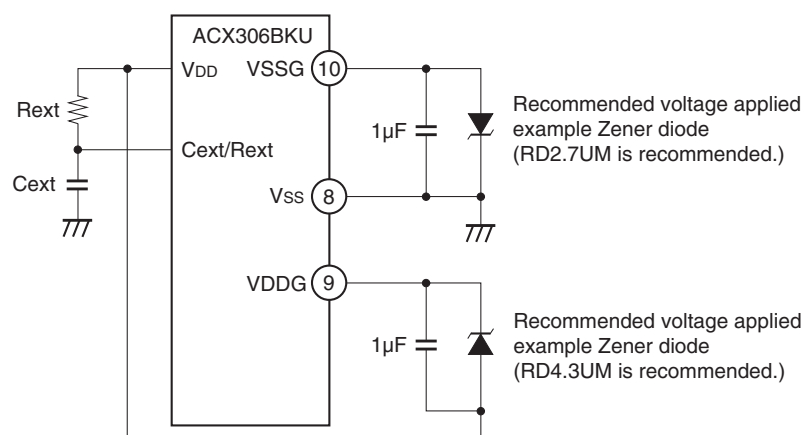 ACX306BKU
VDD
VSSG
10
Rext
1µF
Recommended voltage applied
example Zener diode
(RD2.7UM is recommended.)
Cext/Rext
Cext
VSS
8
VDDG
9
1µF
Recommended voltage applied
example Zener diode
(RD4.3UM is recommended.)